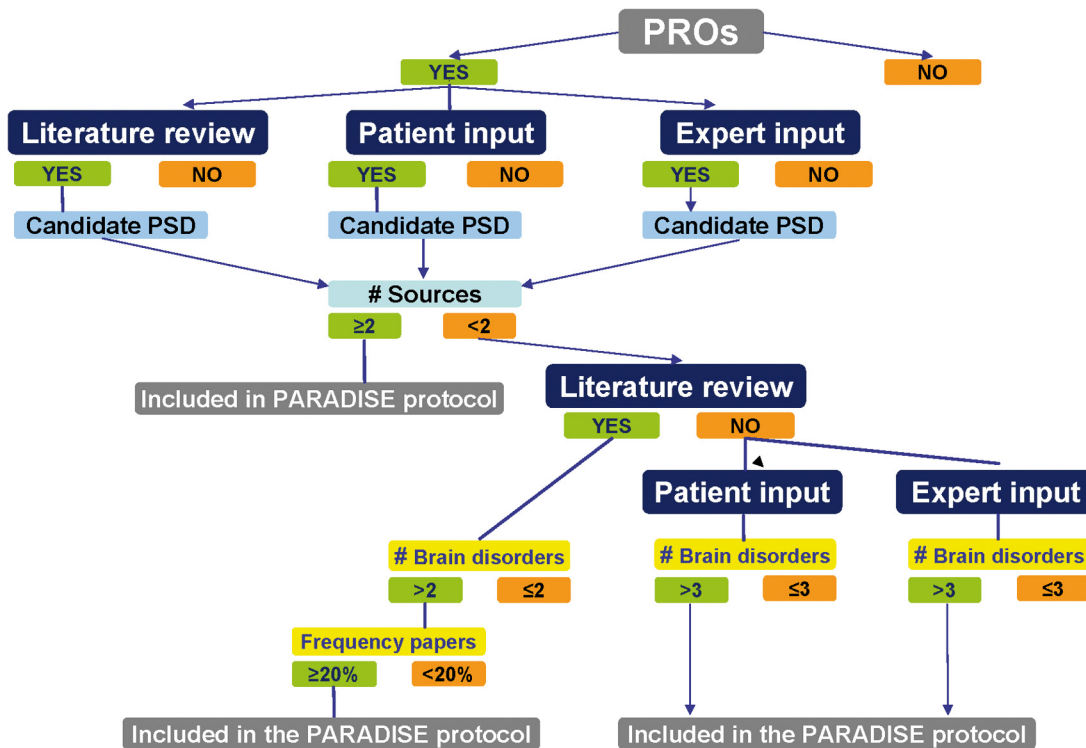 PROs
YES
NO
Literature review
Patient input
Expert input
YES
NO
YES
NO
YES
NO
Candidate PSD
Candidate PSD
Candidate PSD
# Sources
≥2
<2
Included in PARADISE protocol
Literature review
YES
NO
Patient input
Expert input
# Brain disorders
# Brain disorders
# Brain disorders
>2
≤2
>3
≤3
>3
≤3
Frequency papers
≥20%
<20%
Included in the PARADISE protocol
Included in the PARADISE protocol